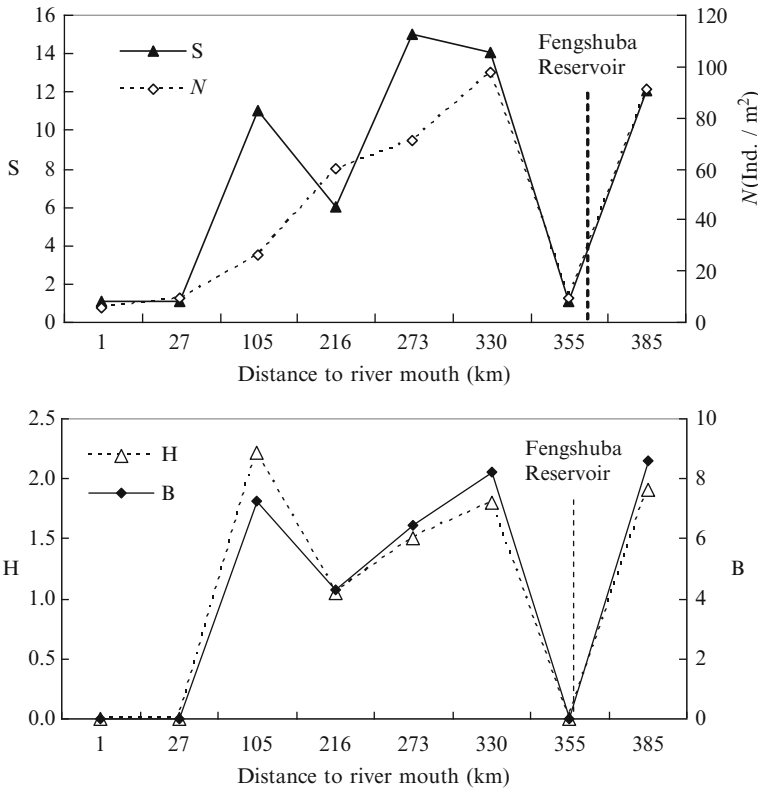 16
14
12
10
8
6
4
2
0
S
S
N
Fengshuba
Reservoir
120
100
80
60
40
20
0
N(Ind. / m²)
1 27 105 216 273 330 355 385
Distance to river mouth (km)
2.5
2.0
1.5
1.0
0.5
0.0
H
H
B
Fengshuba
Reservoir
10
8
6
4
2
0
B
1 27 105 216 273 330 355 385
Distance to river mouth (km)